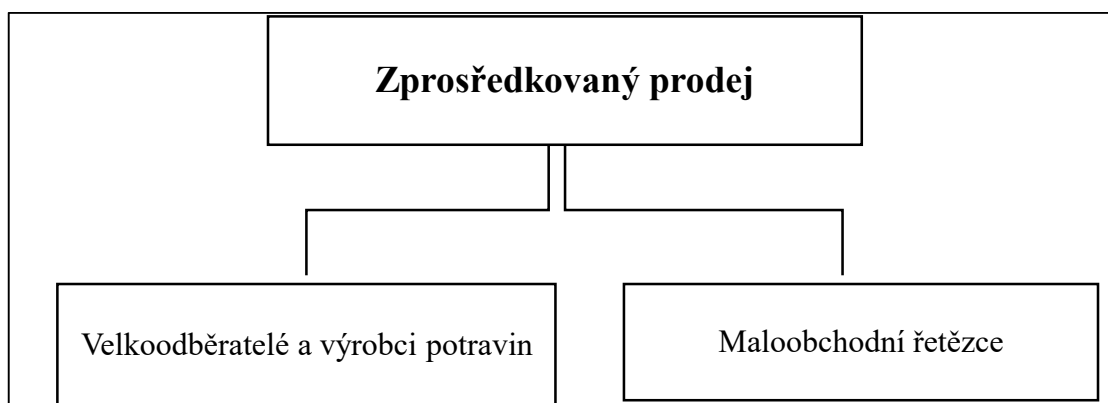 Zprosředkovaný prodej
Velkoodběratelé a výrobci potravin
Maloobchodní řetězce